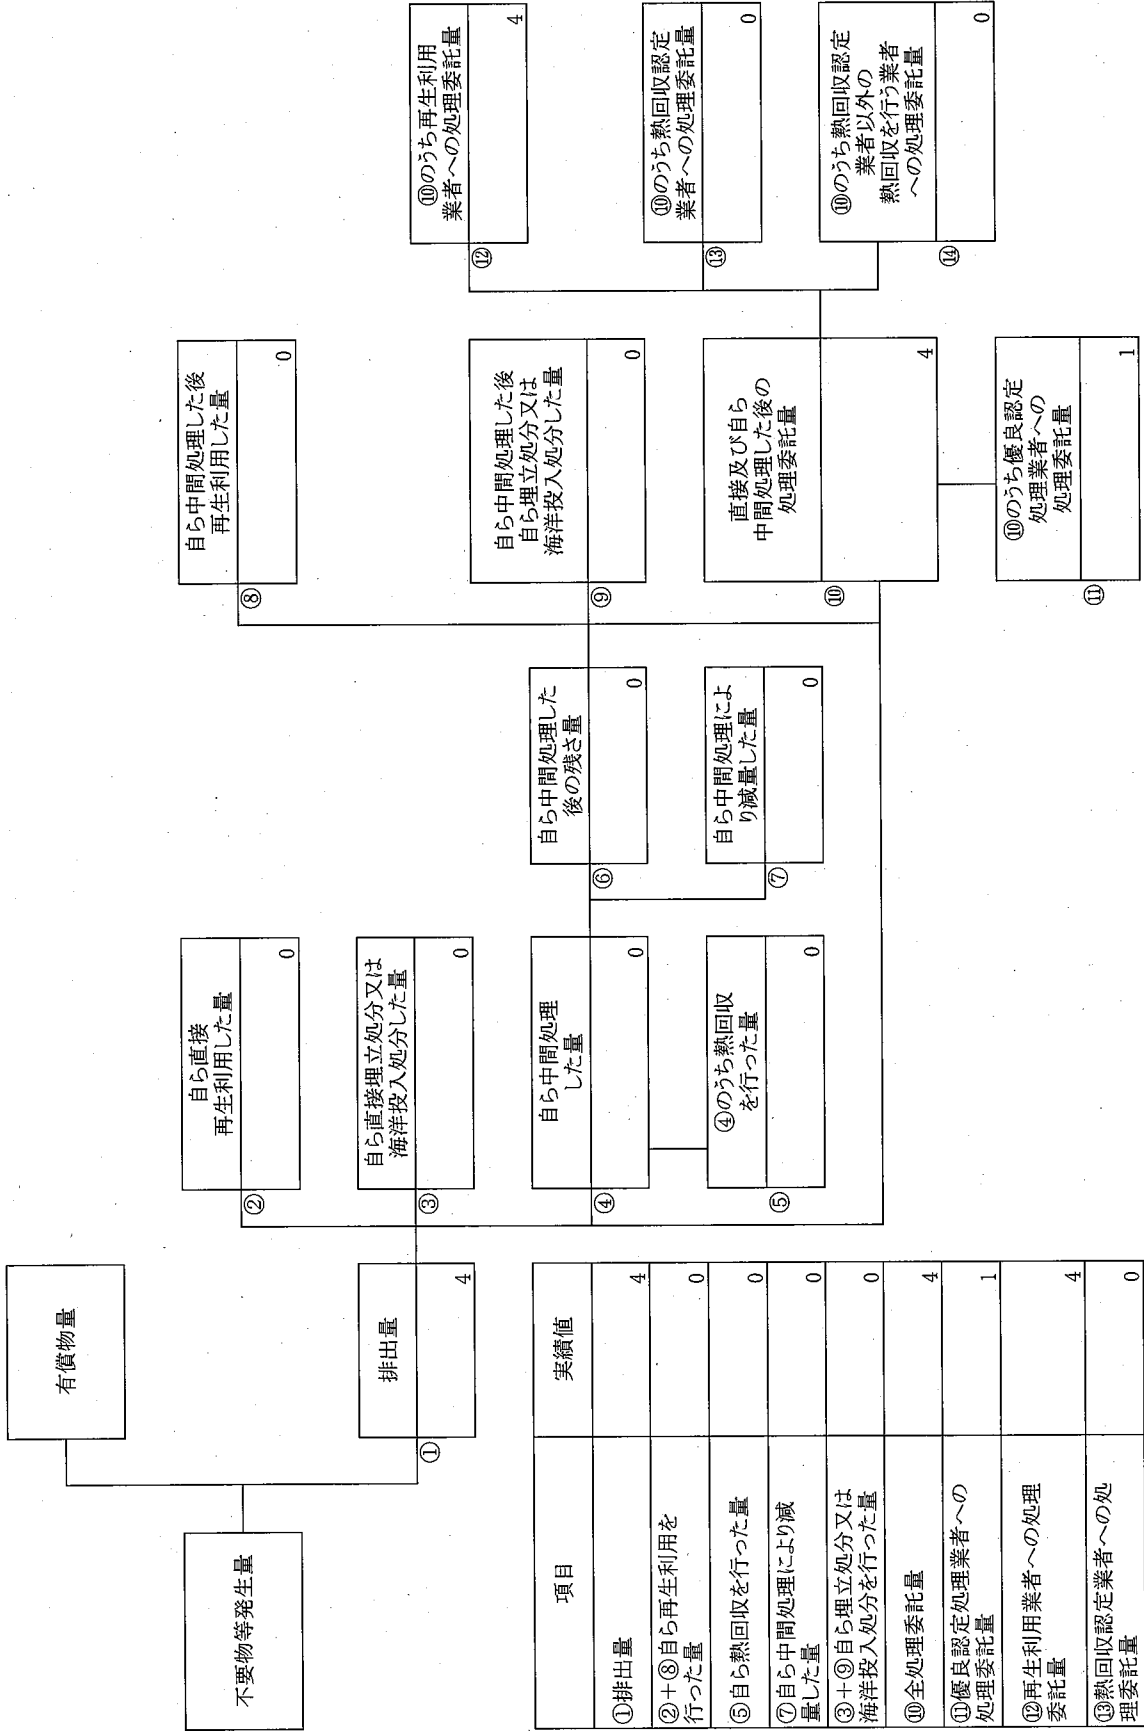 不要物等発生量
有償物量
①
排出量
4
②
自ら直接
再生利用した量
0
③
自ら直接埋立処分又は
海洋投入処分した量
0
④
自ら中間処理
した量
0
⑤
④のうち熱回収
を行った量
0
⑥
自ら中間処理した
後の残さ量
0
⑦
自ら中間処理によ
り減量した量
0
⑧
自ら中間処理した後
再生利用した量
0
⑨
自ら中間処理した後
自ら埋立処分又は
海洋投入処分した量
0
⑩
直接及び自ら
中間処理した後の
処理委託量
4
⑪
⑩のうち優良認定
処理業者への
処理委託量
1
⑫
⑩のうち再生利用
業者への処理委託量
4
⑬
⑩のうち熱回収認定
業者への処理委託量
0
⑭
⑩のうち熱回収認定
業者以外の
熱回収を行う業者
への処理委託量
0
項目 実績値
①排出量 4
②+⑧自ら再生利用を
行った量 0
⑤自ら熱回収を行った量 0
⑦自ら中間処理により減
量した量 0
③+⑨自ら埋立処分又は
海洋投入処分を行った量 0
⑩全処理委託量 4
⑪優良認定処理業者への
処理委託量 1
⑫再生利用業者への処理
委託量 4
⑬熱回収認定業者への処
理委託量 0